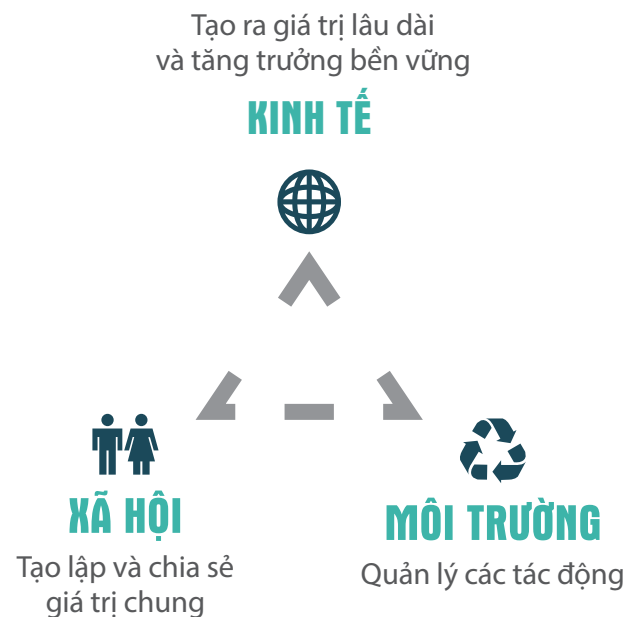 Tạo ra giá trị lâu dài
và tăng trưởng bền vững
KINH TẾ
XÃ HỘI
Tạo lập và chia sẻ
giá trị chung
MÔI TRƯỜNG
Quản lý các tác động